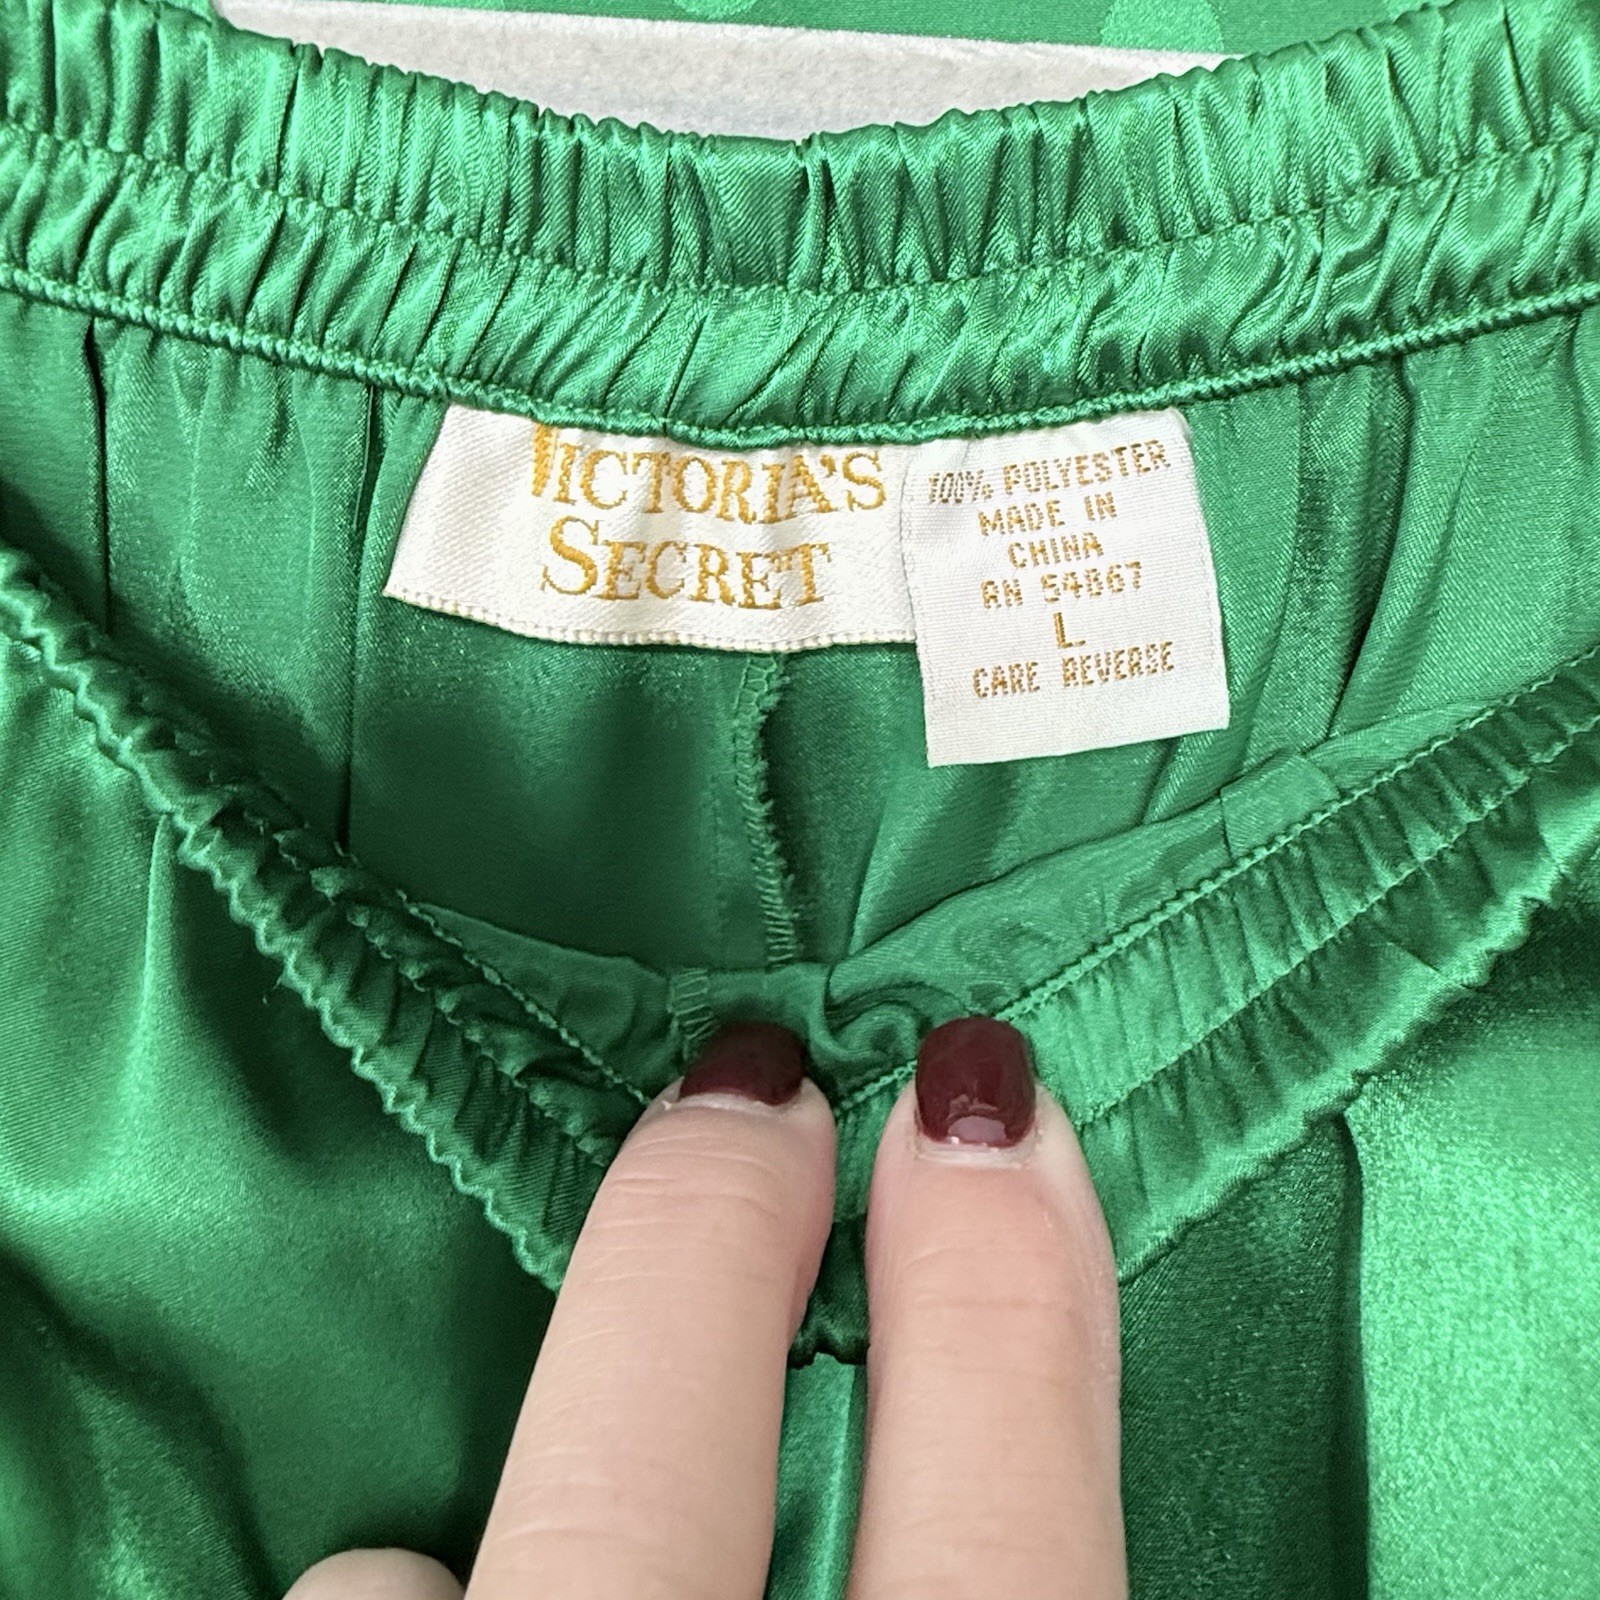 VICTORIA'S
SECRET
100% POLYESTER
MADE IN
CHINA
RN 54867
L
CARE REVERSE